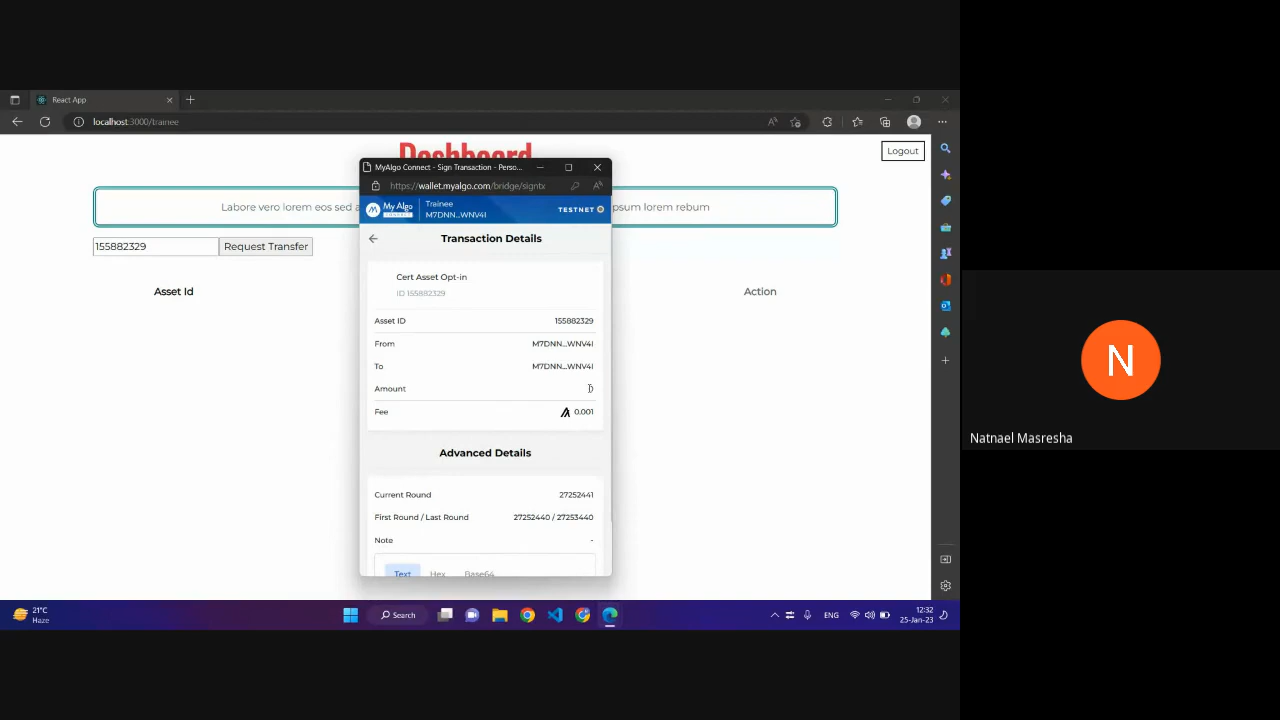 React App
localhost:3000/trainee
Dashboard
Logout
Labore vero lorem eos sed a
psum lorem rebum
155882329
Request Transfer
Asset Id
Action
MyAlgo Connect - Sign Transaction - Perso...
https://wallet.myalgo.com/bridge/signtx
My Algo
CONNECT
Trainee
M7DNN...WNV4I
TESTNET
Transaction Details
Cert Asset Opt-in
ID 155882329
Asset ID 155882329
From M7DNN...WNV4I
To M7DNN...WNV4I
Amount
Fee 0.001
Advanced Details
Current Round 27252441
First Round / Last Round 27252440 / 27253440
Note -
Text Hex Base64
N
Natnael Masresha
21°C
Haze
Search
ENG
12:32
25-Jan-23